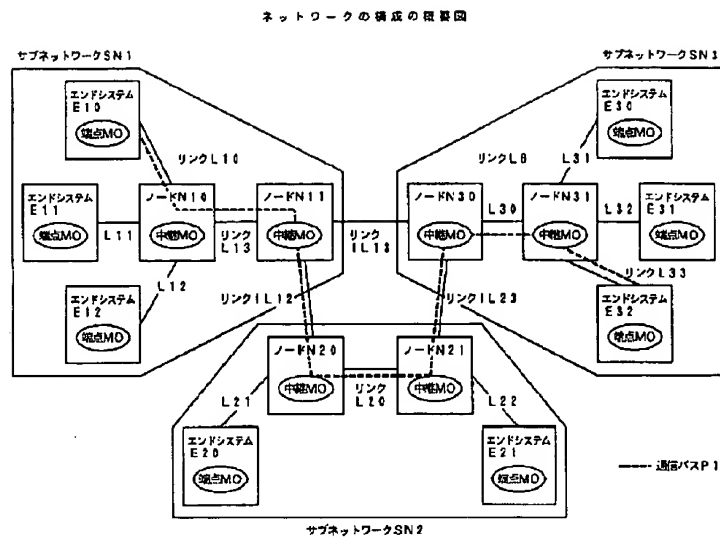 ネットワークの構成の概要図
サブネットワークSN1
サブネットワークSN3
エンドシステム
E10
端点MO
エンドシステム
E30
端点MO
リンクL10
リンクL8
L31
エンドシステム
E11
端点MO
L11
ノードN10
中継MO
リンク
L13
ノードN11
中継MO
リンク
IL13
ノードN30
中継MO
L30
ノードN31
中継MO
L32
エンドシステム
E31
端点MO
L12
リンクL33
エンドシステム
E12
端点MO
リンクIL12
リンクIL23
エンドシステム
E32
端点MO
ノードN20
中継MO
リンク
L20
ノードN21
中継MO
L21
L22
エンドシステム
E20
端点MO
エンドシステム
E21
端点MO
通信パスP1
サブネットワークSN2